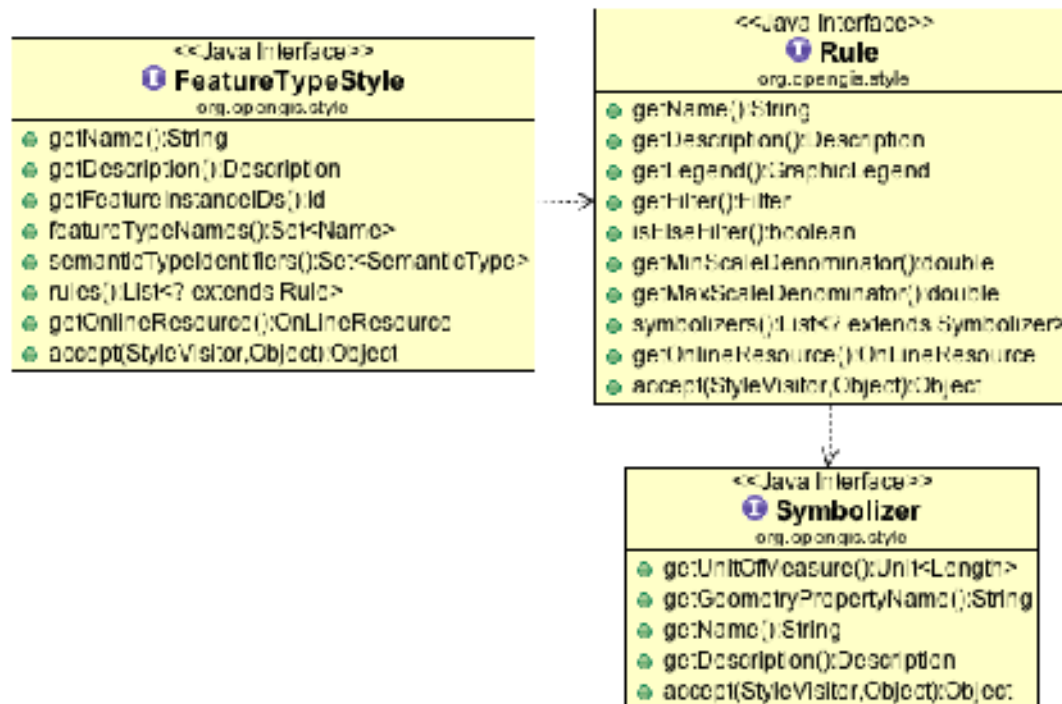 <<Java Interface>>
FeatureTypeStyle
org.opengis.style
getName():String
getDescription():Description
getFeatureInstanceIDs():Id
featureTypeNames():Set<Name>
semanticTypeIdentifiers():Set<SemanticType>
rules():List<? extends Rule>
getOnlineResource():OnLineResource
accept(StyleVisitor,Object):Object
<<Java Interface>>
Rule
org.opengis.style
getName():String
getDescription():Description
getLegend():GraphicLegend
getFilter():Filter
isElseFilter():boolean
getMinScaleDenominator():double
getMaxScaleDenominator():double
symbolizers():List<? extends Symbolizer>
getOnlineResource():OnLineResource
accept(StyleVisitor,Object):Object
<<Java Interface>>
Symbolizer
org.opengis.style
getUnitOfMeasure():Unit<Length>
getGeometryPropertyName():String
getName():String
getDescription():Description
accept(StyleVisitor,Object):Object